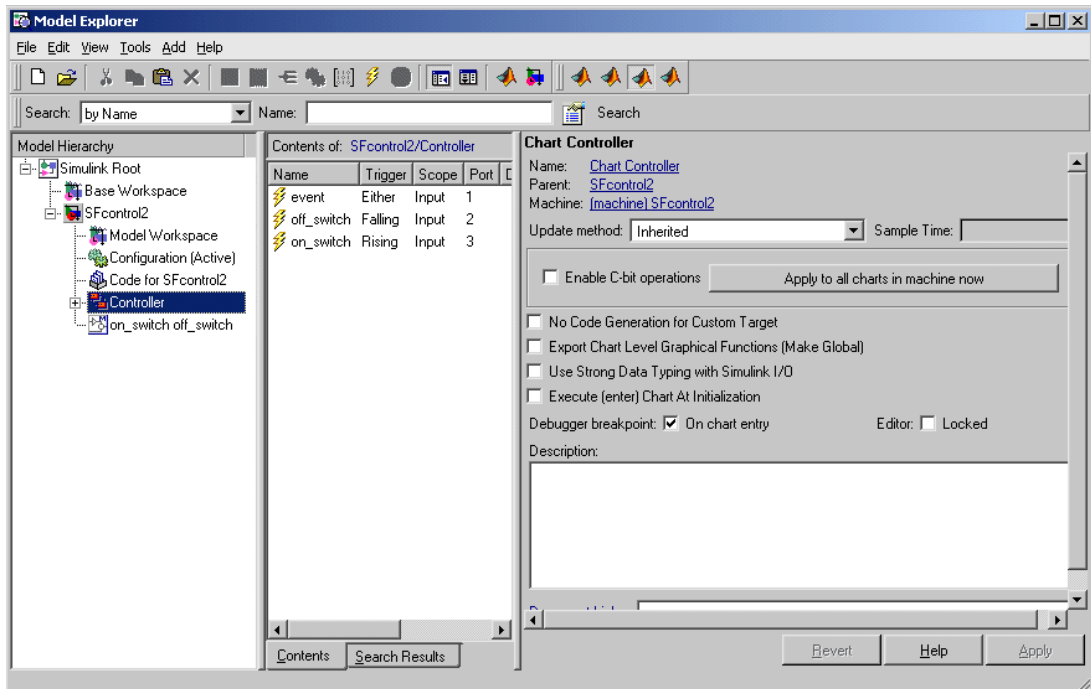 Model Explorer
File Edit View Tools Add Help
Search: by Name Name: Search
Model Hierarchy
Simulink Root
Base Workspace
SFcontrol2
Model Workspace
Configuration (Active)
Code for SFcontrol2
Controller
on_switch off_switch
Contents of: SFcontrol2/Controller
Name Trigger Scope Port
event Either Input 1
off_switch Falling Input 2
on_switch Rising Input 3
Contents Search Results
Chart Controller
Name: Chart Controller
Parent: SFcontrol2
Machine: (machine) SFcontrol2
Update method: Inherited Sample Time:
Enable C-bit operations Apply to all charts in machine now
No Code Generation for Custom Target
Export Chart Level Graphical Functions (Make Global)
Use Strong Data Typing with Simulink I/O
Execute (enter) Chart At Initialization
Debugger breakpoint: On chart entry Editor: Locked
Description:
Revert Help Apply